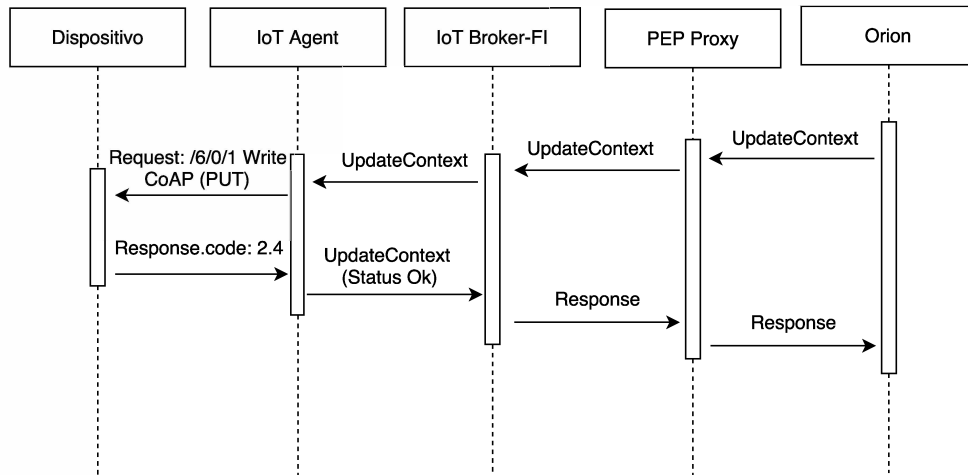 Dispositivo
IoT Agent
IoT Broker-FI
PEP Proxy
Orion
UpdateContext
UpdateContext
UpdateContext
Request: /6/0/1 Write
CoAP (PUT)
Response.code: 2.4
UpdateContext
(Status Ok)
Response
Response